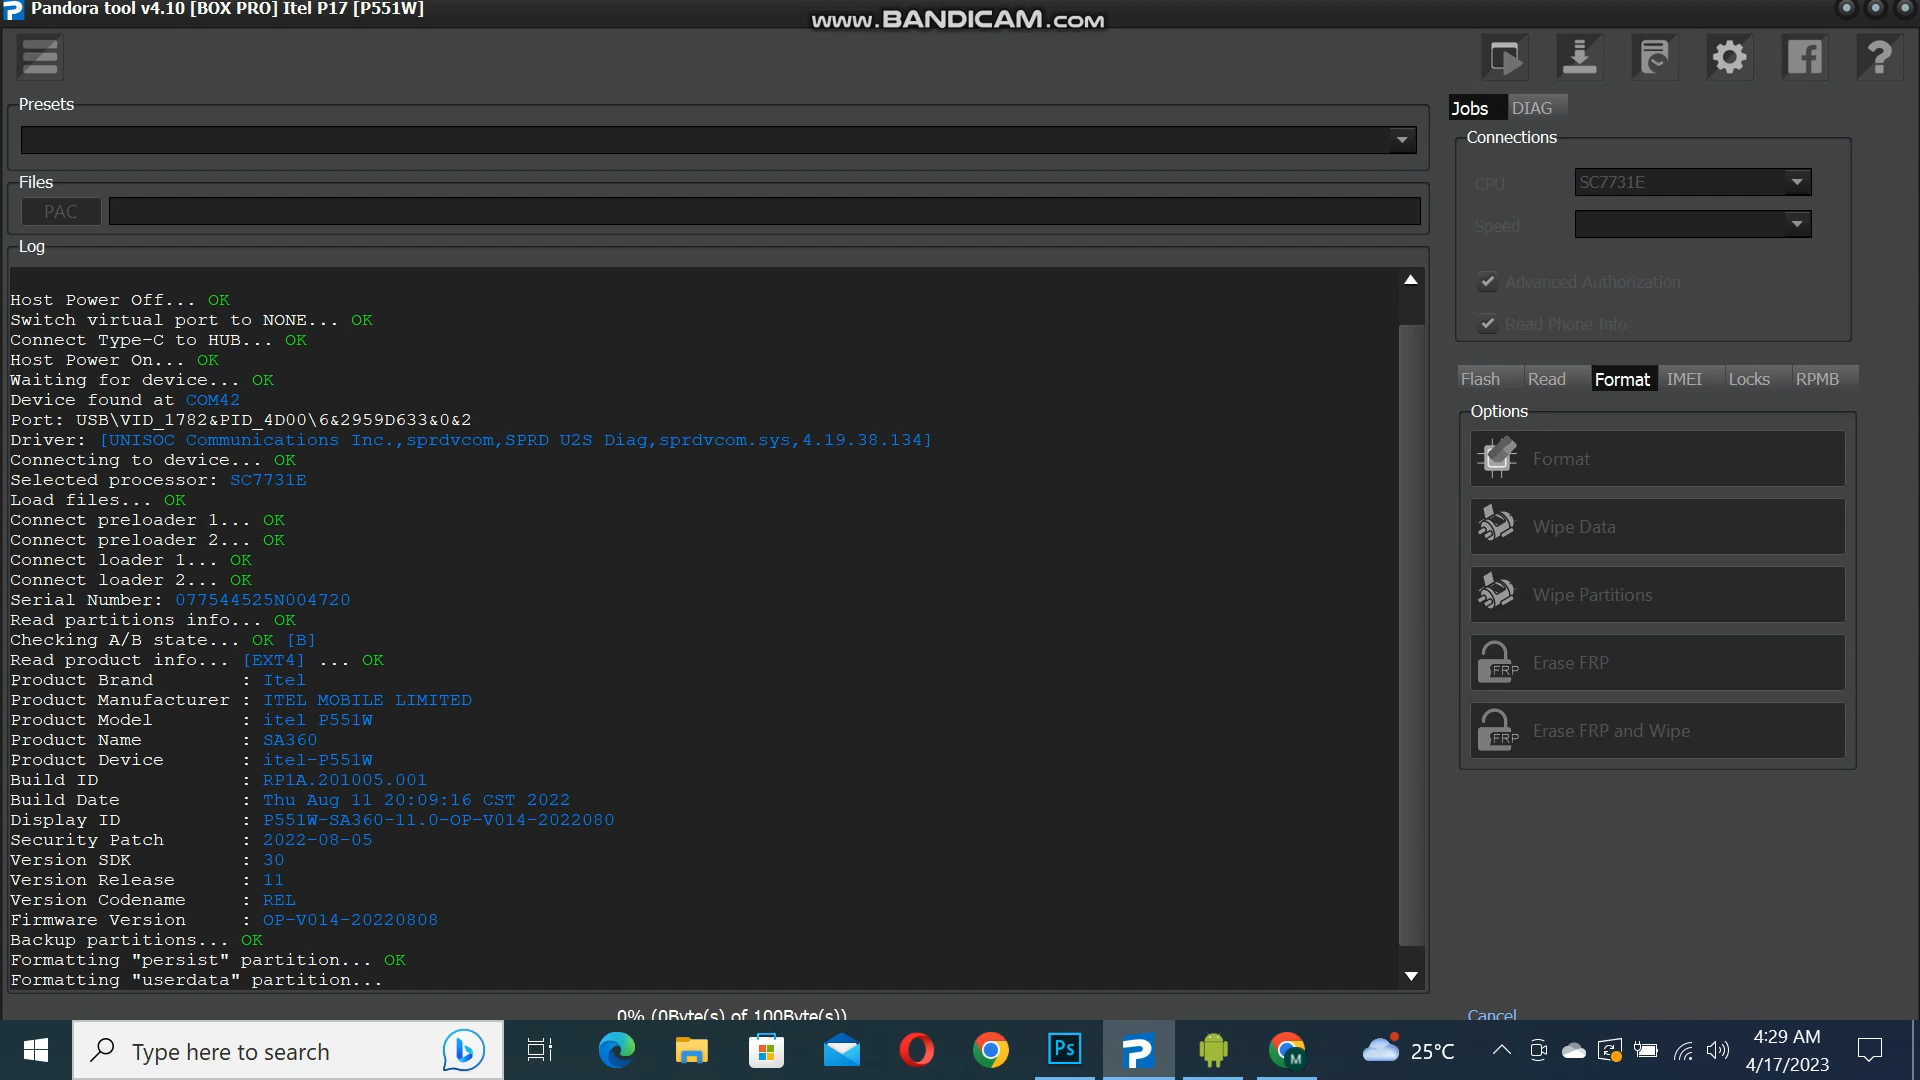 Pandora tool v4.10 [BOX PRO] Itel P17 [P551W]
www.BANDICAM.com
Presets
Files
PAC
Log
Host Power Off... OK
Switch virtual port to NONE... OK
Connect Type-C to HUB... OK
Host Power On... OK
Waiting for device... OK
Device found at COM42
Port: USB\VID_1782&PID_4D00\6&2959D633&0&2
Driver: [UNISOC Communications Inc.,sprdvcom,SPRD U2S Diag,sprdvcom.sys,4.19.38.134]
Connecting to device... OK
Selected processor: SC7731E
Load files... OK
Connect preloader 1... OK
Connect preloader 2... OK
Connect loader 1... OK
Connect loader 2... OK
Serial Number: 077544525N004720
Read partitions info... OK
Checking A/B state... OK [B]
Read product info... [EXT4] ... OK
Product Brand : Itel
Product Manufacturer : ITEL MOBILE LIMITED
Product Model : itel P551W
Product Name : SA360
Product Device : itel-P551W
Build ID : RP1A.201005.001
Build Date : Thu Aug 11 20:09:16 CST 2022
Display ID : P551W-SA360-11.0-OP-V014-2022080
Security Patch : 2022-08-05
Version SDK : 30
Version Release : 11
Version Codename : REL
Firmware Version : OP-V014-20220808
Backup partitions... OK
Formatting "persist" partition... OK
Formatting "userdata" partition...
0% (0Byte(s) of 100Byte(s))
Jobs DIAG
Connections
CPU SC7731E
Speed
Advanced Authorization
Read Phone Info
Flash Read Format IMEI Locks RPMB
Options
Format
Wipe Data
Wipe Partitions
FRP Erase FRP
FRP Erase FRP and Wipe
Cancel
Type here to search
Ps
M
25°C
4:29 AM
4/17/2023